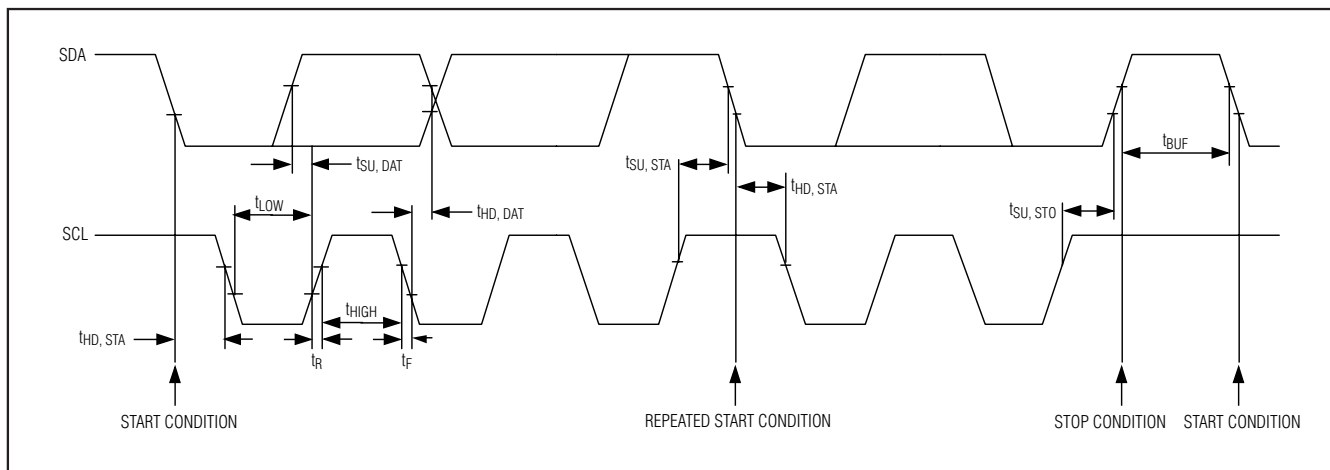 SDA
tSU, DAT
tSU, STA
tBUF
tHD, STA
tLOW
tHD, DAT
tSU, STO
SCL
tHIGH
tHD, STA
tR
tF
START CONDITION
REPEATED START CONDITION
STOP CONDITION
START CONDITION